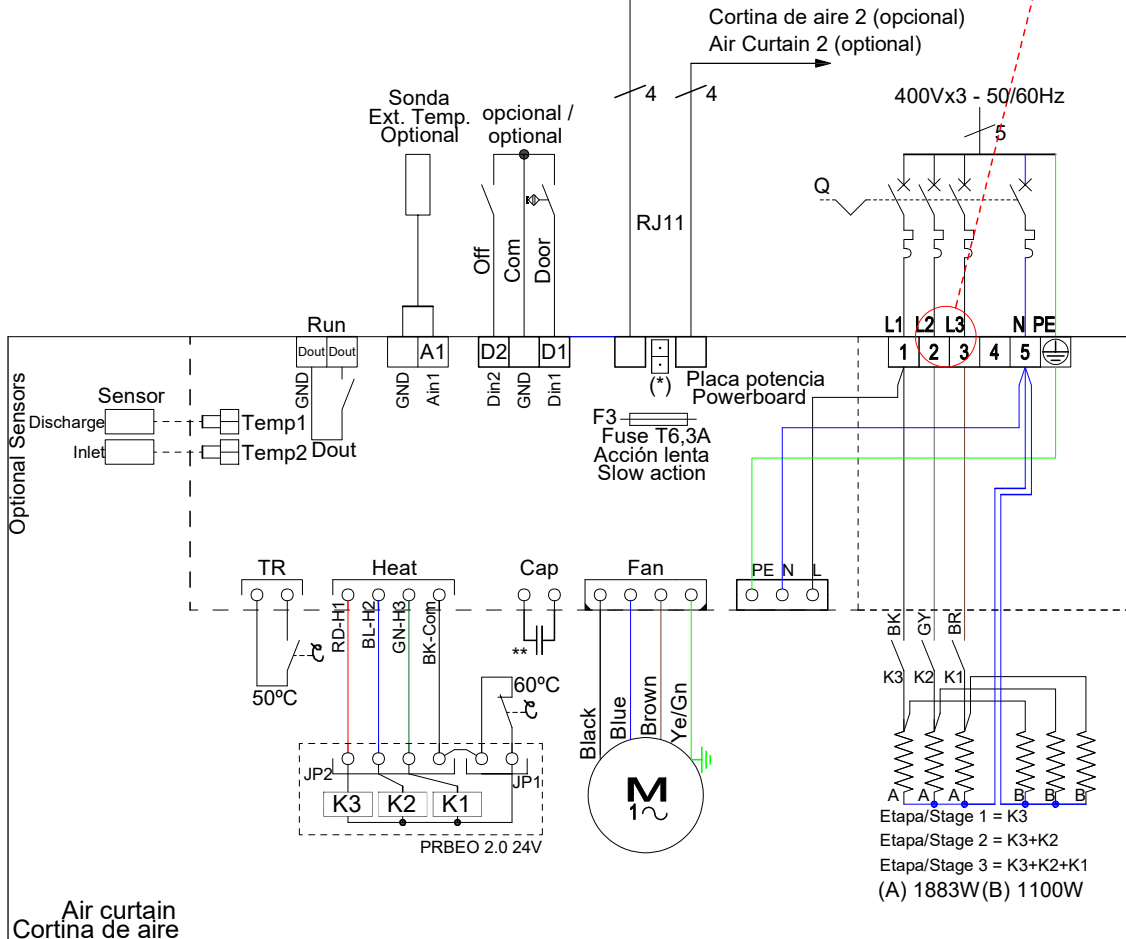 Cortina de aire 2 (opcional)
Air Curtain 2 (optional)
4
4
400Vx3 - 50/60Hz
5
Sonda
Ext. Temp.
Optional
opcional /
optional
Q
RJ11
Off
Com
Door
L1 L2 L3 N PE
Run
Dout Dout
A1
D2
D1
1 2 3 4 5
GND
GND
Ain1
Din2
GND
Din1
(*)
Placa potencia
Powerboard
Optional Sensors
Sensor
Discharge
Temp1
Inlet
Temp2
Dout
F3
Fuse T6,3A
Acción lenta
Slow action
TR
Heat
Cap
Fan
PE N L
RD-H1
BL-H2
GN-H3
BK-Com
**
BK
GY
BR
50ºC
60ºC
K3 K2 K1
Black
Blue
Brown
Ye/Gn
JP2
JP1
K3
K2
K1
M
1
PRBEO 2.0 24V
A A A B B B
Etapa/Stage 1 = K3
Etapa/Stage 2 = K3+K2
Etapa/Stage 3 = K3+K2+K1
(A) 1883W(B) 1100W
Air curtain
Cortina de aire